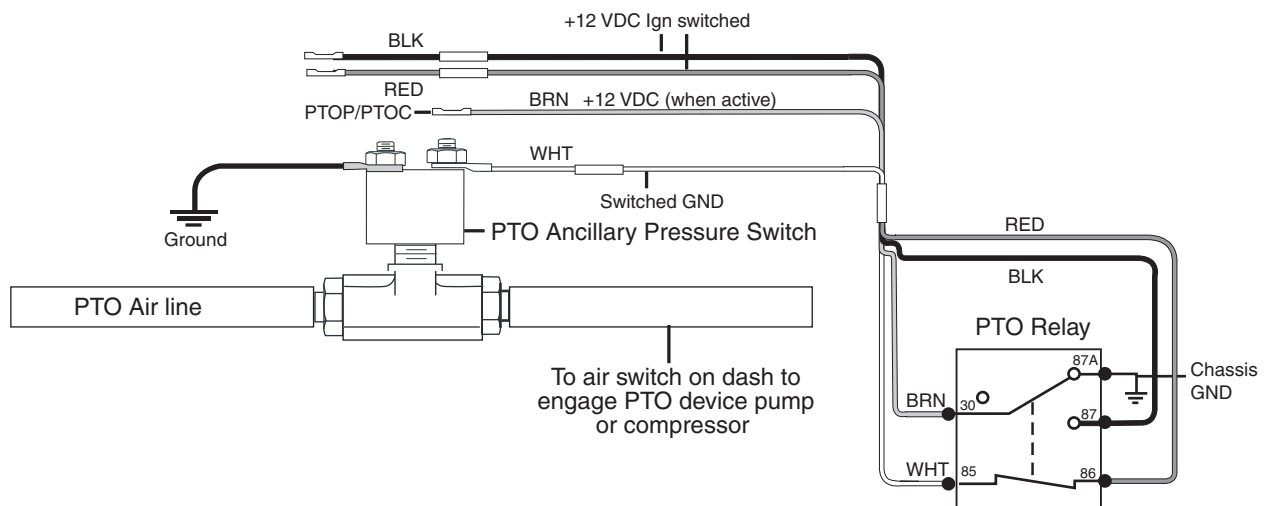 +12 VDC Ign switched
BLK
RED
PTOP/PTOC
BRN +12 VDC (when active)
WHT
Switched GND
Ground
PTO Ancillary Pressure Switch
RED
BLK
PTO Air line
PTO Relay
To air switch on dash to
engage PTO device pump
or compressor
87A
Chassis
GND
BRN
30
87
WHT
85
86